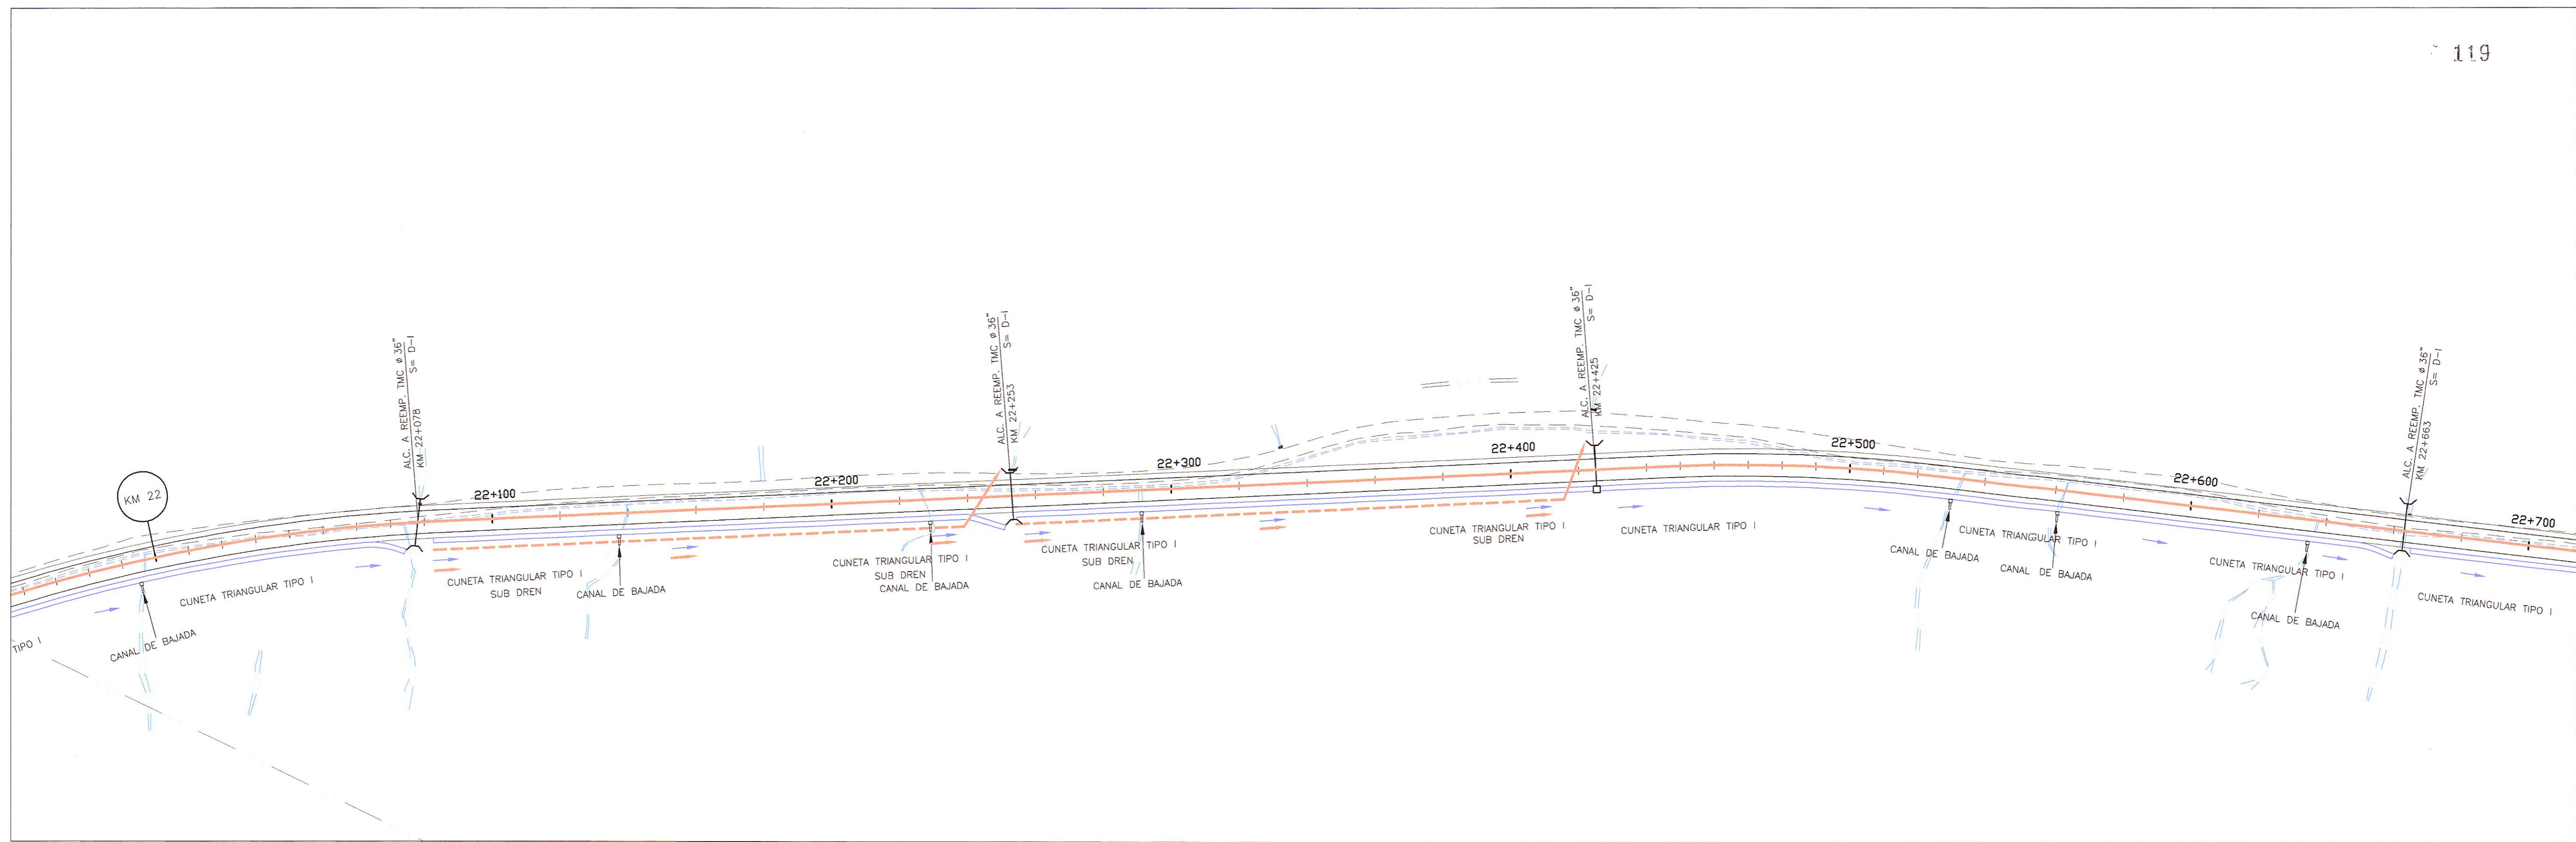 119
ALC. A REEMP. TMC ø 36"
S= D-I
KM 22+078
ALC. A REEMP. TMC ø 36"
S= D-I
KM 22+253
ALC. A REEMP. TMC ø 36"
S= D-I
KM 22+425
ALC. A REEMP. TMC ø 36"
S= D-I
KM 22+663
KM 22
22+100
22+200
22+300
22+400
22+500
22+600
22+700
TIPO I
CANAL DE BAJADA
CUNETA TRIANGULAR TIPO I
CUNETA TRIANGULAR TIPO I
SUB DREN
CANAL DE BAJADA
CUNETA TRIANGULAR TIPO I
SUB DREN
CANAL DE BAJADA
CUNETA TRIANGULAR TIPO I
SUB DREN
CANAL DE BAJADA
CUNETA TRIANGULAR TIPO I
SUB DREN
CUNETA TRIANGULAR TIPO I
CANAL DE BAJADA
CUNETA TRIANGULAR TIPO I
CANAL DE BAJADA
CUNETA TRIANGULAR TIPO I
CANAL DE BAJADA
CUNETA TRIANGULAR TIPO I